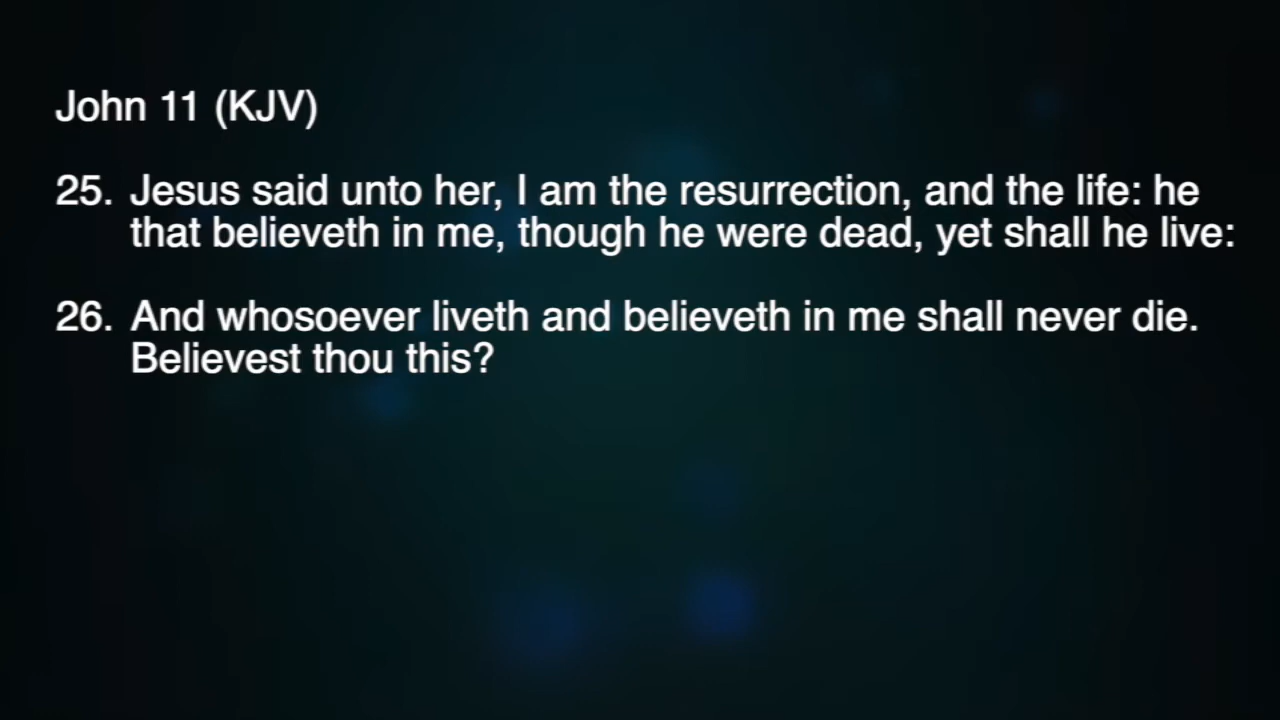 John 11 (KJV)
25. Jesus said unto her, I am the resurrection, and the life: he
that believeth in me, though he were dead, yet shall he live:
26. And whosoever liveth and believeth in me shall never die.
Believest thou this?